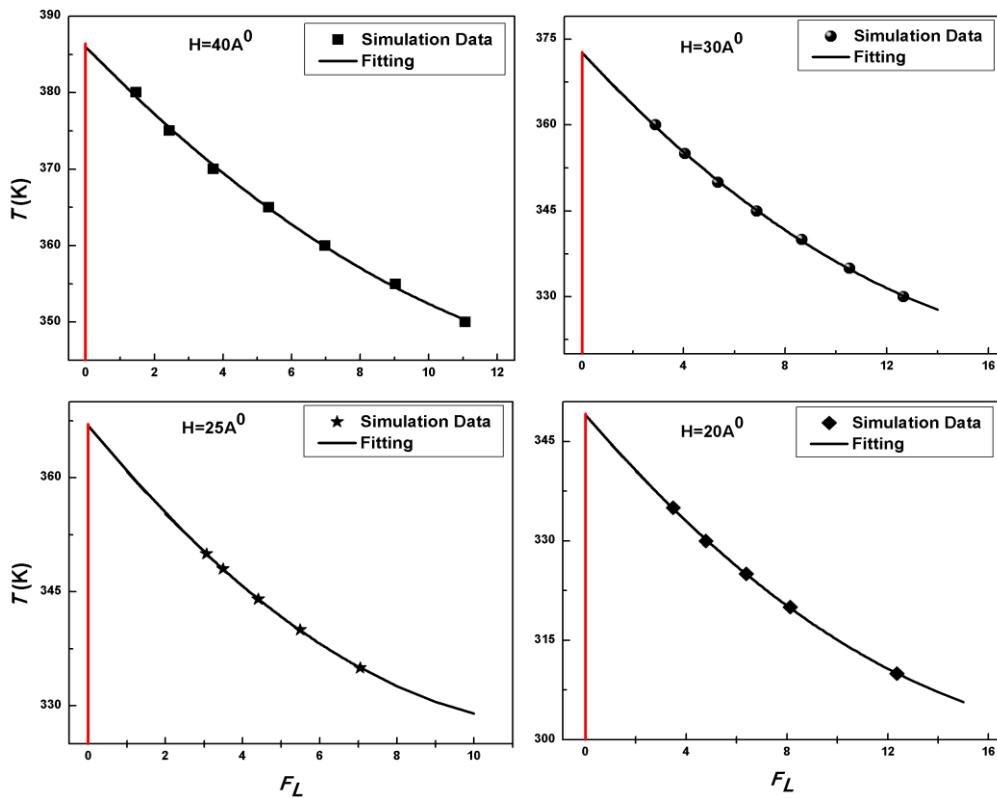 H=40A⁰
Simulation Data
Fitting
390
380
370
360
350
T (K)
0 2 4 6 8 10 12
H=30A⁰
Simulation Data
Fitting
375
360
345
330
0 4 8 12 16
H=25A⁰
Simulation Data
Fitting
360
345
330
T (K)
0 2 4 6 8 10
F_L
H=20A⁰
Simulation Data
Fitting
345
330
315
300
0 4 8 12 16
F_L